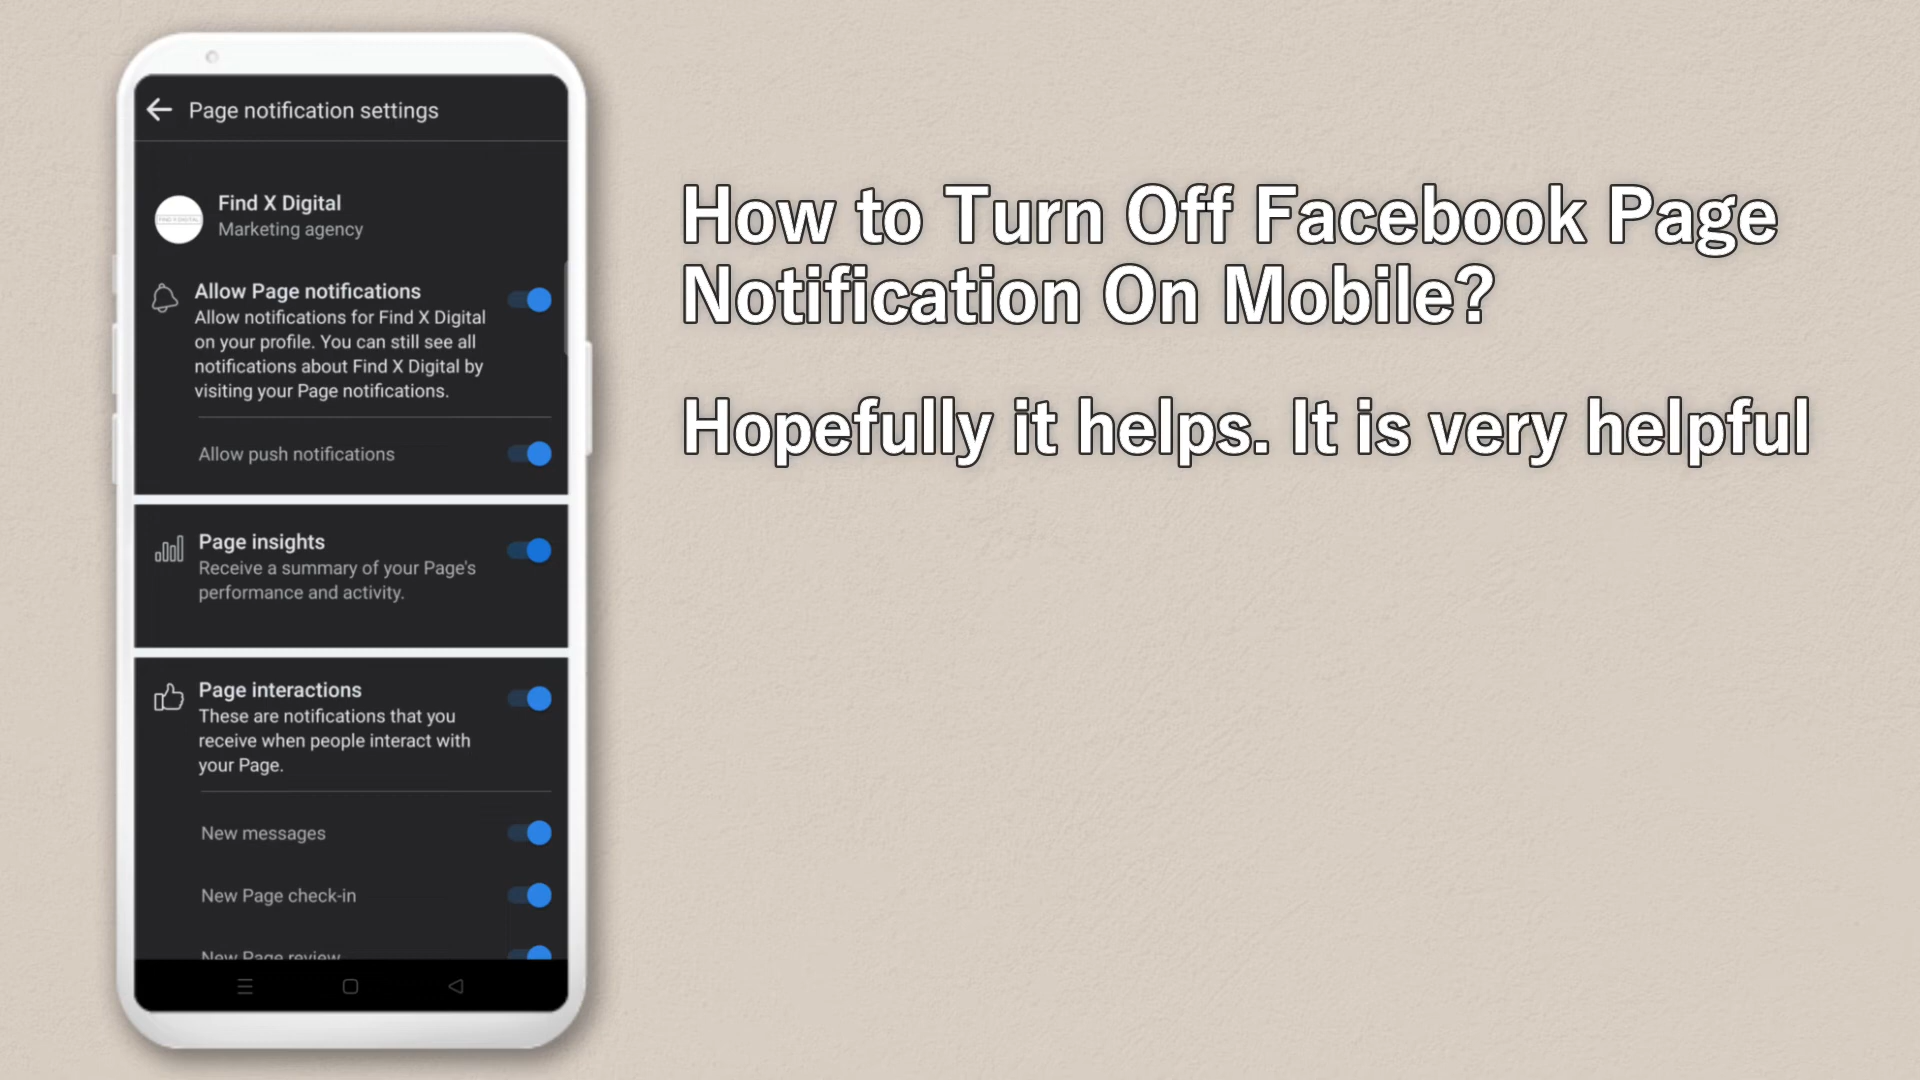 Page notification settings
Find X Digital
Marketing agency
Allow Page notifications
Allow notifications for Find X Digital
on your profile. You can still see all
notifications about Find X Digital by
visiting your Page notifications.
Allow push notifications
Page insights
Receive a summary of your Page's
performance and activity.
Page interactions
These are notifications that you
receive when people interact with
your Page.
New messages
New Page check-in
New Page review
How to Turn Off Facebook Page
Notification On Mobile?
Hopefully it helps. It is very helpful